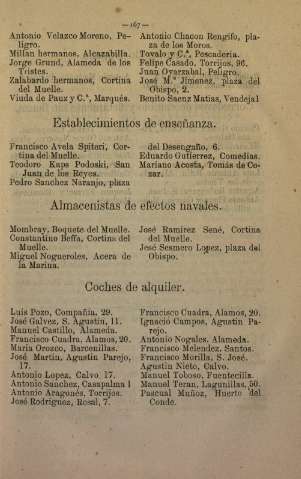 — 167 —
Antonio Velazco Moreno, Pe-
ligro.
Millan hermanos, Alcazabilla.
Jorge Grund, Alameda de los
Tristes.
Zalabardo hermanos, Cortina
del Muelle.
Viuda de Paux y C.ª, Marqués.
Antonio Chacon Rengifo, pla-
za de los Moros.
Tovalo y C.ª, Pescadería.
Felipe Casado, Torrijos, 96.
Juan Oyarzabal, Peligro.
José M.ª Jimenez, plaza del
Obispo, 2.
Benito Saenz Matias, Vendejal
Establecimientos de enseñanza.
Francisco Avela Spiteri, Cor-
tina del Muelle.
Teodoro Kaps Podoski, San
Juan de los Reyes.
Pedro Sanchez Naranjo, plaza
del Desengaño, 6.
Eduardo Gutierrez, Comedias.
Mariano Acosta, Tomás de Co-
zar.
Almacenistas de efectos navales.
Mombray, Boquete del Muelle.
Constantino Beffa, Cortina del
Muelle.
Miguel Nogueroles, Acera de
la Marina.
José Ramirez Sené, Cortina
del Muelle.
José Sesmero Lopez, plaza del
Obispo.
Coches de alquiler.
Luis Pozo, Compañia, 29.
José Galvez, S. Agustin, 11.
Manuel Castillo, Alameda.
Francisco Cuadra, Alamos, 20.
María Orozco, Barcenillas.
José Martin, Agustin Parejo,
17.
Antonio Lopez, Calvo, 17.
Antonio Sanchez, Casapalma 1
Antonio Aragonés, Torrijos.
José Rodriguez, Rosal, 7.
Francisco Cuadra, Alamos, 20.
Ignacio Campos, Agustin Pa-
rejo.
Antonio Nogales, Alameda.
Francisco Melendez, Santos.
Francisco Morilla, S. José.
Agustin Nieto, Calvo.
Manuel Toboso, Fuentecilla.
Manuel Teran, Lagunillas, 50.
Pascual Muñoz, Huerto del
Conde.